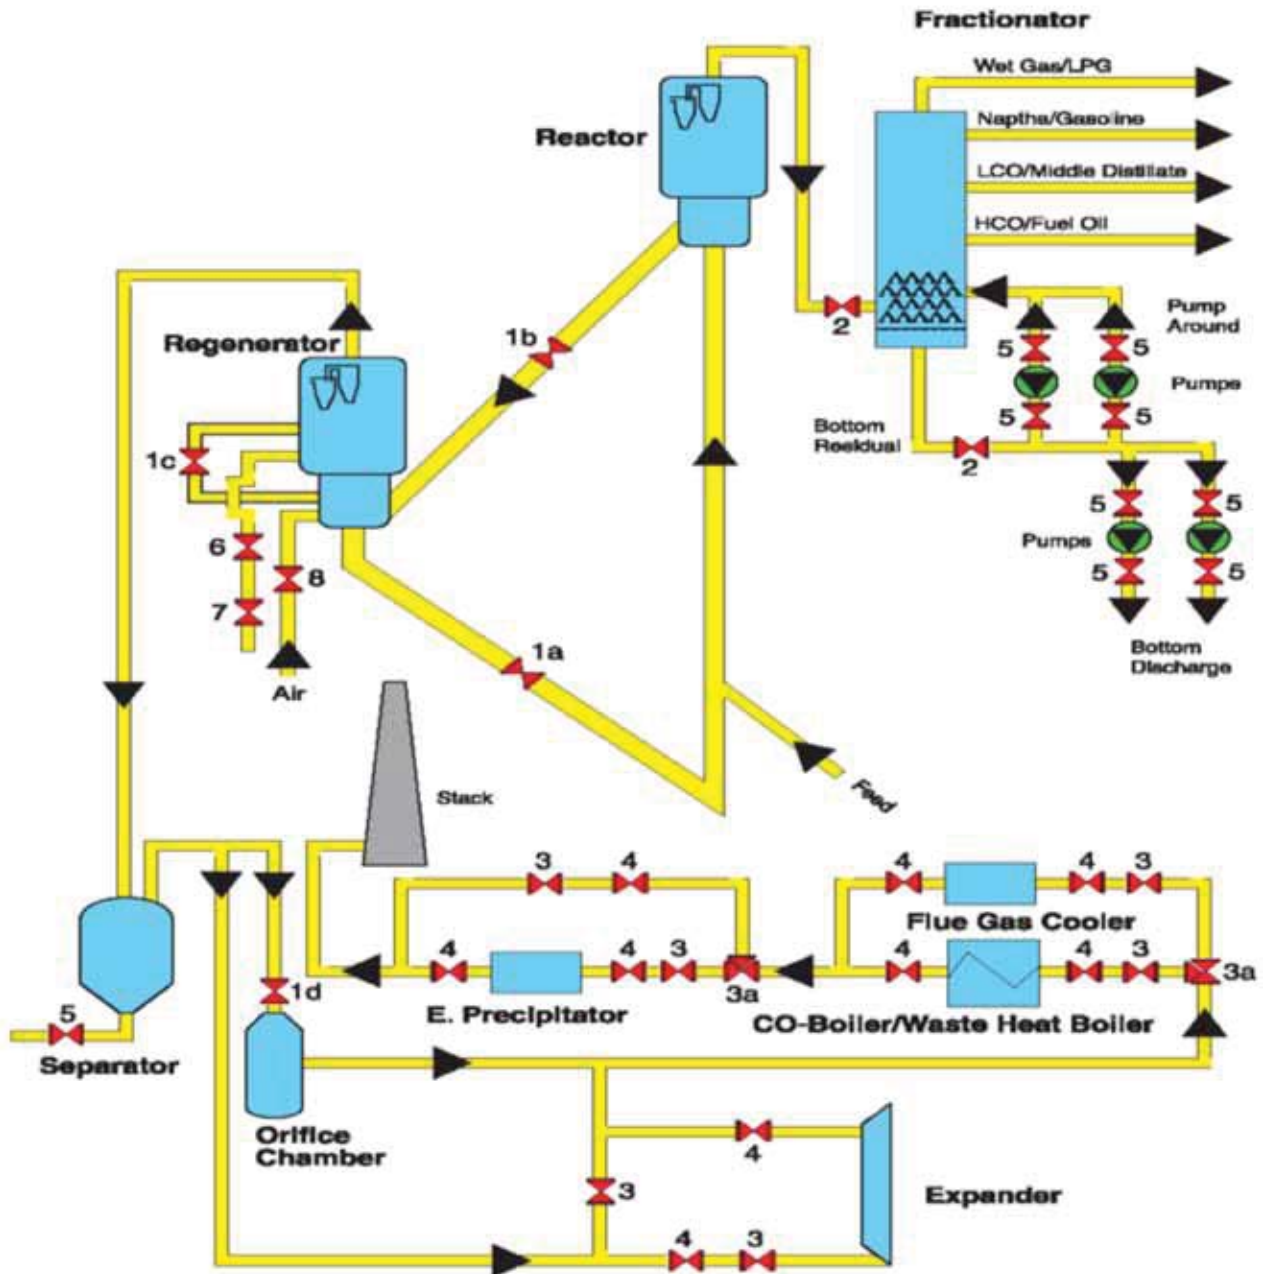 Fractionator
Wet Gas/LPG
Naptha/Gasoline
Reactor
LCO/Middle Distillate
HCO/Fuel Oil
Pump
Around
2
1b
Regenerator
5
5
Pumps
5
5
Bottom
Residual
2
1c
5
5
Pumps
6
8
5
5
7
1a
Bottom
Discharge
Air
Feed
Stack
3
4
4
4
3
Flue Gas Cooler
4
4
3
4
4
3
3a
3a
1d
E. Precipitator
CO-Boiler/Waste Heat Boiler
5
Separator
Orifice
Chamber
4
3
Expander
4
3